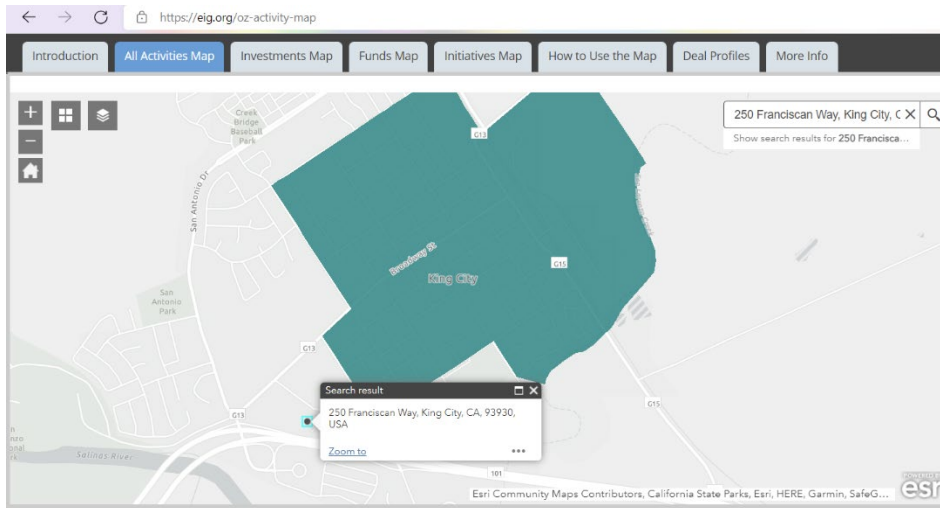 https://eig.org/oz-activity-map
Introduction
All Activities Map
Investments Map
Funds Map
Initiatives Map
How to Use the Map
Deal Profiles
More Info
250 Franciscan Way, King City, C
Show search results for 250 Francisca...
Creek
Bridge
Baseball
Park
G13
San Antonio Dr
Broadway St
King City
G15
San
Antonio
Park
G13
Search result
250 Franciscan Way, King City, CA, 93930,
USA
Zoom to
G13
G15
Salinas River
101
Esri Community Maps Contributors, California State Parks, Esri, HERE, Garmin, SafeG...
POWERED BY
esri